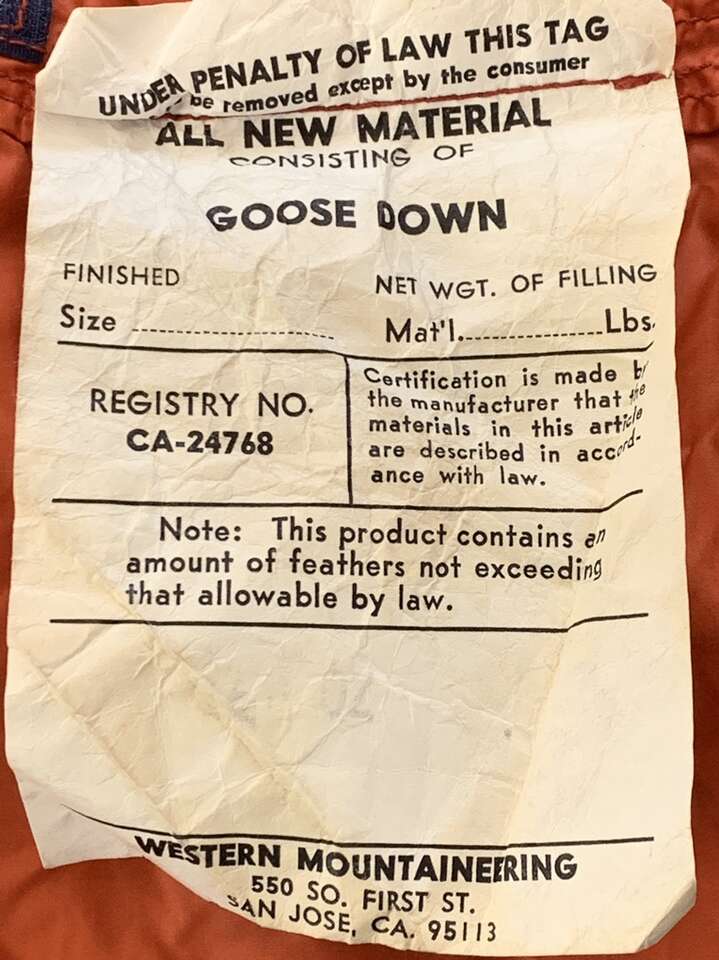 UNDER PENALTY OF LAW THIS TAG
be removed except by the consumer
ALL NEW MATERIAL
CONSISTING OF
GOOSE DOWN
FINISHED
Size
NET WGT. OF FILLING
Mat'l. Lbs.
REGISTRY NO.
CA-24768
Certification is made by
the manufacturer that the
materials in this article
are described in accord-
ance with law.
Note: This product contains an
amount of feathers not exceeding
that allowable by law.
WESTERN MOUNTAINEERING
550 SO. FIRST ST.
SAN JOSE, CA. 95113